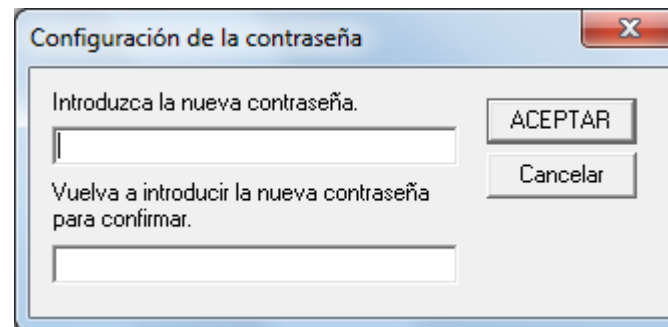 Configuración de la contraseña
Introduzca la nueva contraseña.
ACEPTAR
Cancelar
Vuelva a introducir la nueva contraseña
para confirmar.